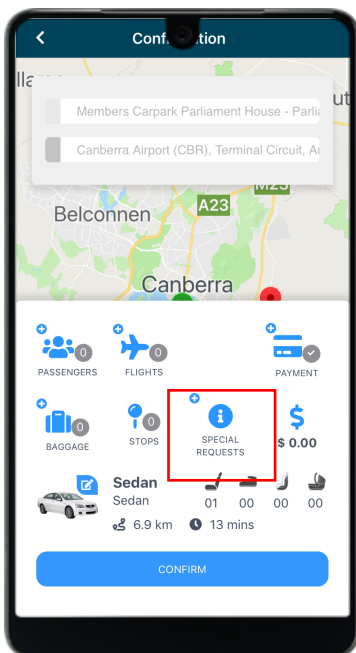 Confi ation
Members Carpark Parliament House - Parlia
Canberra Airport (CBR), Terminal Circuit, Au
M23
Belconnen
A23
Canberra
0
0
PASSENGERS
FLIGHTS
PAYMENT
0
0
$
BAGGAGE
STOPS
SPECIAL
REQUESTS
$ 0.00
Sedan
Sedan
01 00 00 00
6.9 km
13 mins
CONFIRM